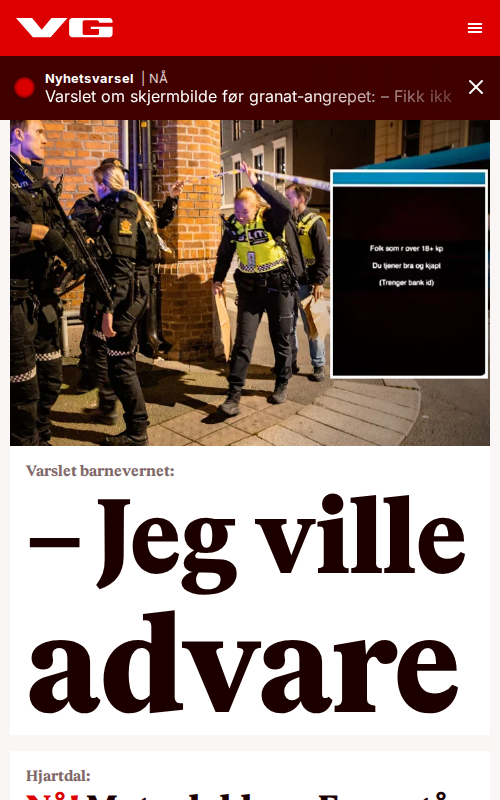 VG
Nyhetsvarsel | NÅ
Varslet om skjermbilde før granat-angrepet: – Fikk ikk
Folk som r over 18+ kp
Du tjener bra og kjapt
(Trenger bank id)
Varslet barnevernet:
– Jeg ville
advare
Hjartdal: